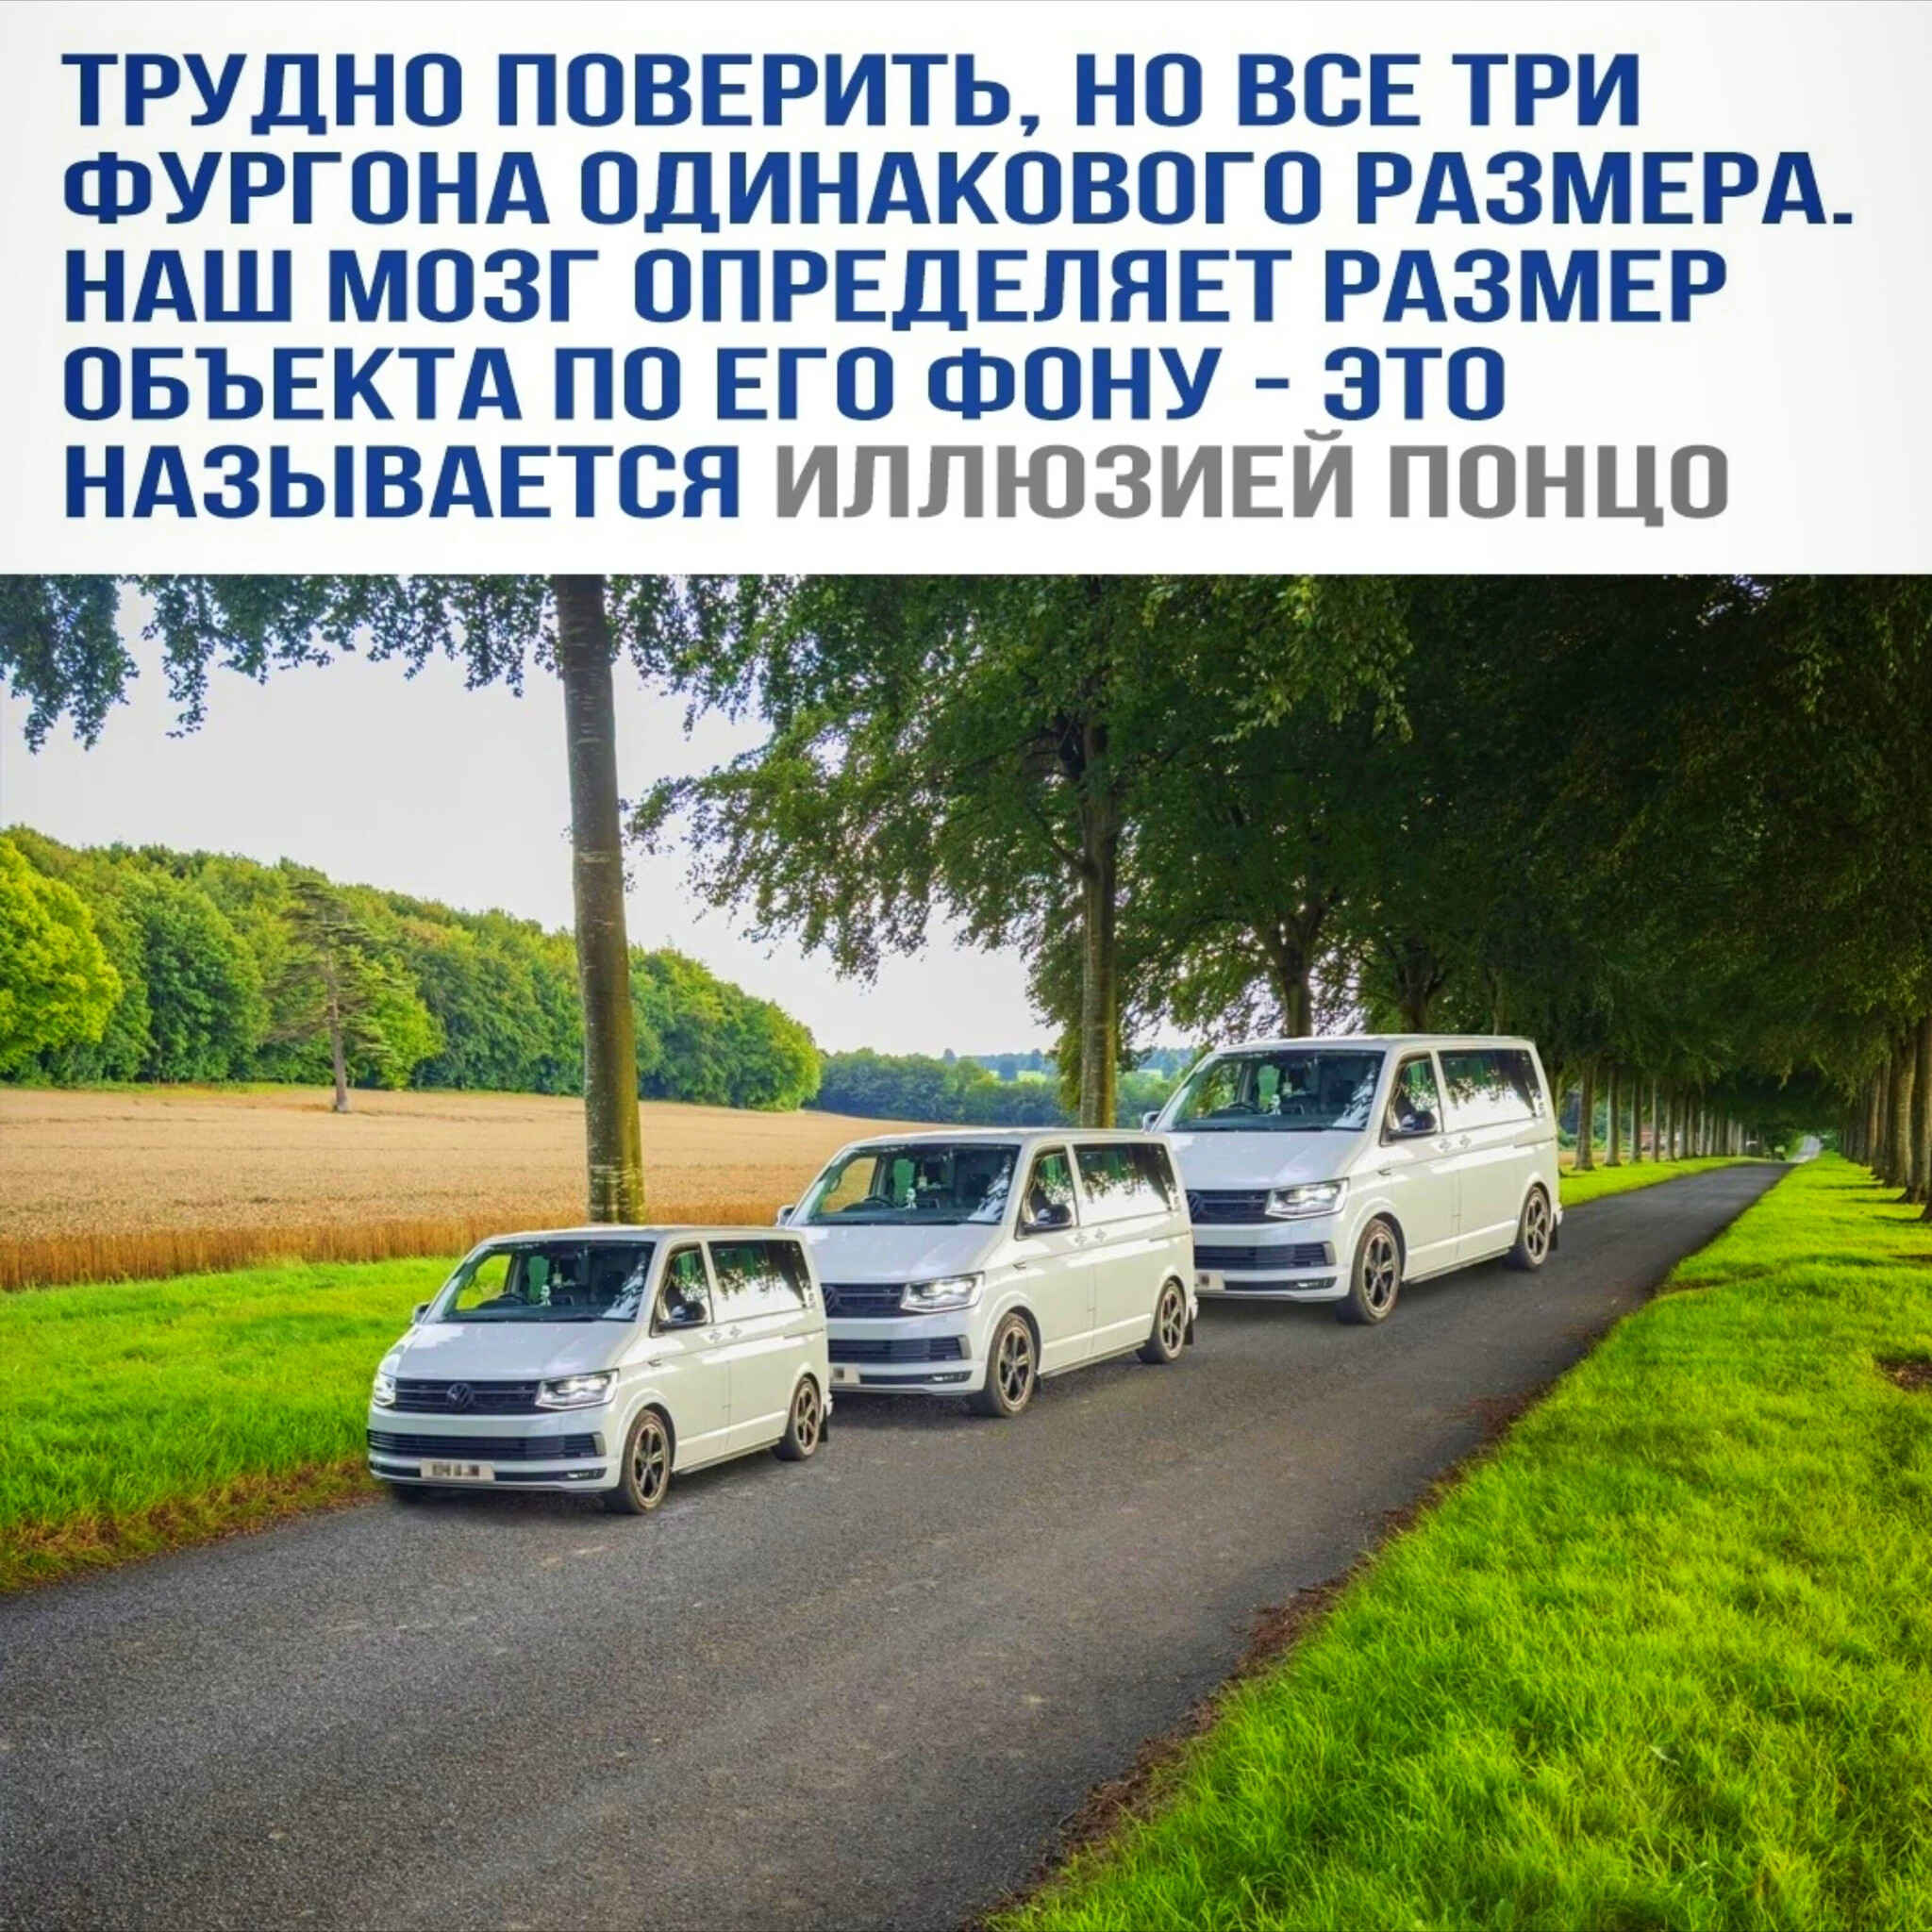 ТРУДНО ПОВЕРИТЬ, НО ВСЕ ТРИ
ФУРГОНА ОДИНАКОВОГО РАЗМЕРА.
НАШ МОЗГ ОПРЕДЕЛЯЕТ РАЗМЕР
ОБЪЕКТА ПО ЕГО ФОНУ - ЭТО
НАЗЫВАЕТСЯ ИЛЛЮЗИЕЙ ПОНЦО